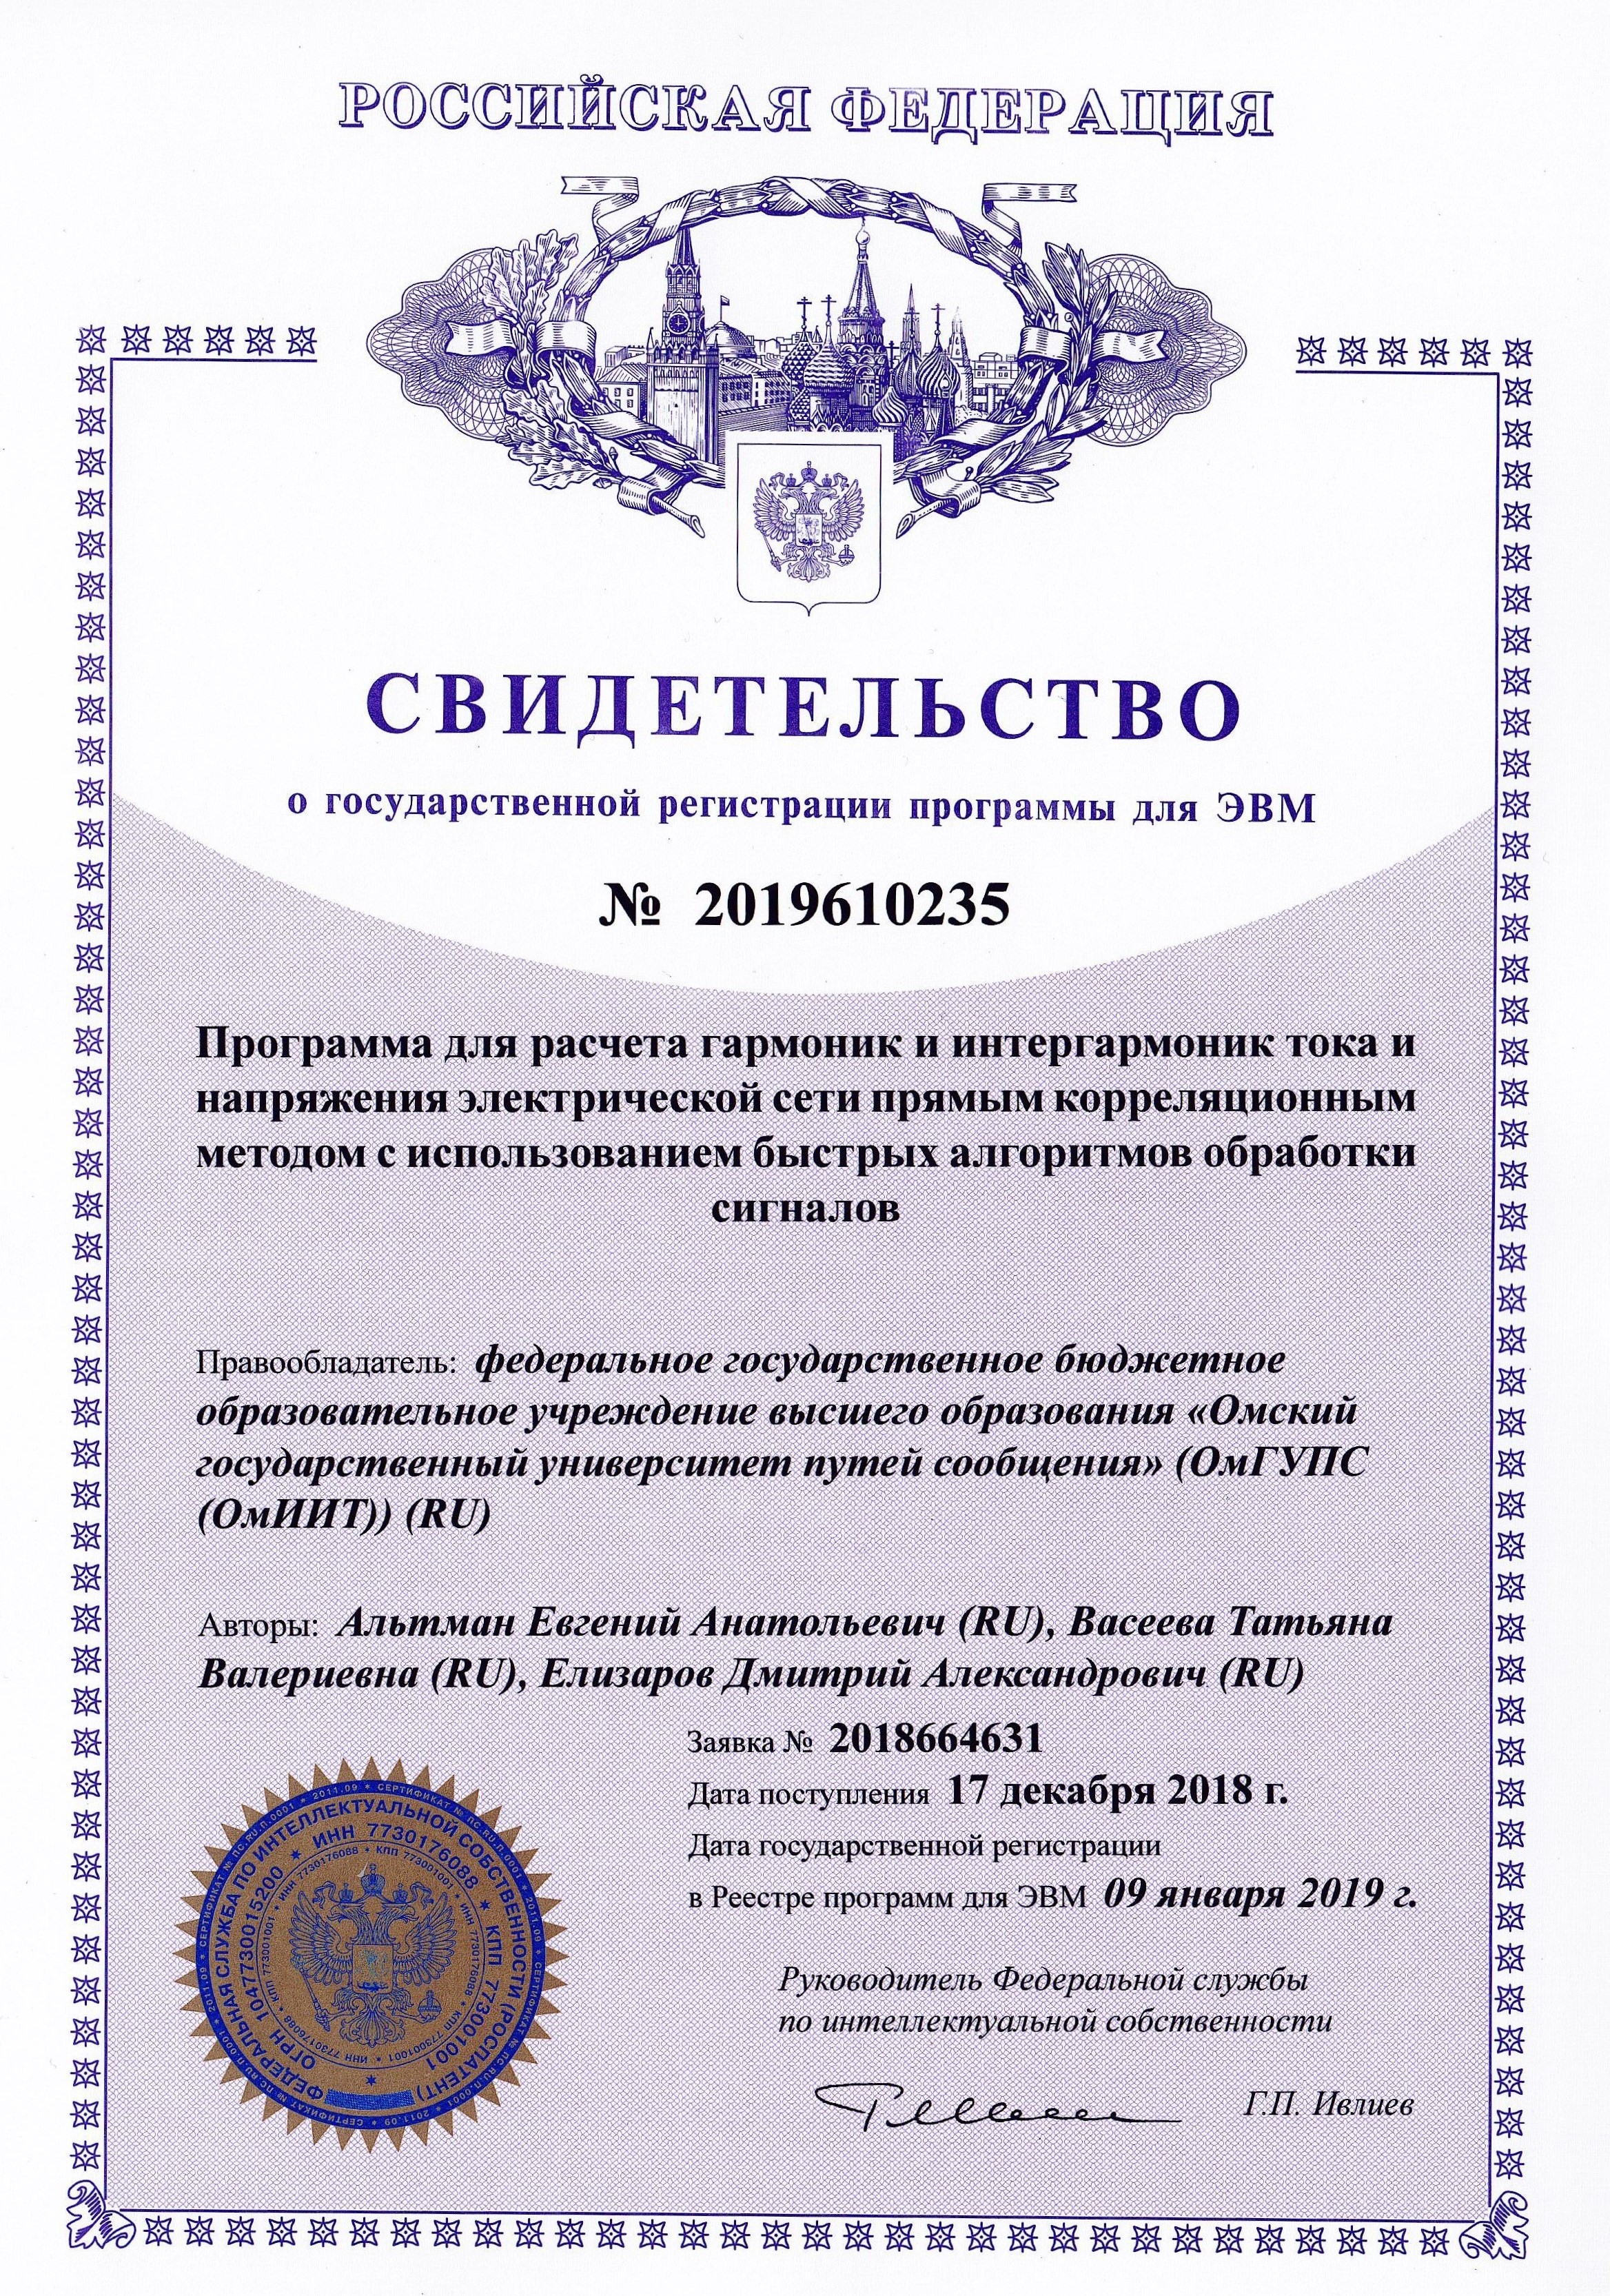 РОССИЙСКАЯ ФЕДЕРАЦИЯ
СВИДЕТЕЛЬСТВО
о государственной регистрации программы для ЭВМ
№ 2019610235
Программа для расчета гармоник и интергармоник тока и
напряжения электрической сети прямым корреляционным
методом с использованием быстрых алгоритмов обработки
сигналов
Правообладатель: федеральное государственное бюджетное
образовательное учреждение высшего образования «Омский
государственный университет путей сообщения» (ОмГУПС
(ОмИИТ)) (RU)
Авторы: Альтман Евгений Анатольевич (RU), Васеева Татьяна
Валериевна (RU), Елизаров Дмитрий Александрович (RU)
Заявка № 2018664631
Дата поступления 17 декабря 2018 г.
Дата государственной регистрации
в Реестре программ для ЭВМ 09 января 2019 г.
Руководитель Федеральной службы
по интеллектуальной собственности
Г.П. Ивлиев
ФЕДЕРАЛЬНАЯ СЛУЖБА ПО ИНТЕЛЛЕКТУАЛЬНОЙ СОБСТВЕННОСТИ (РОСПАТЕНТ)
ОГРН 1047730015200 * ИНН 7730176088 * КПП 773001001 *